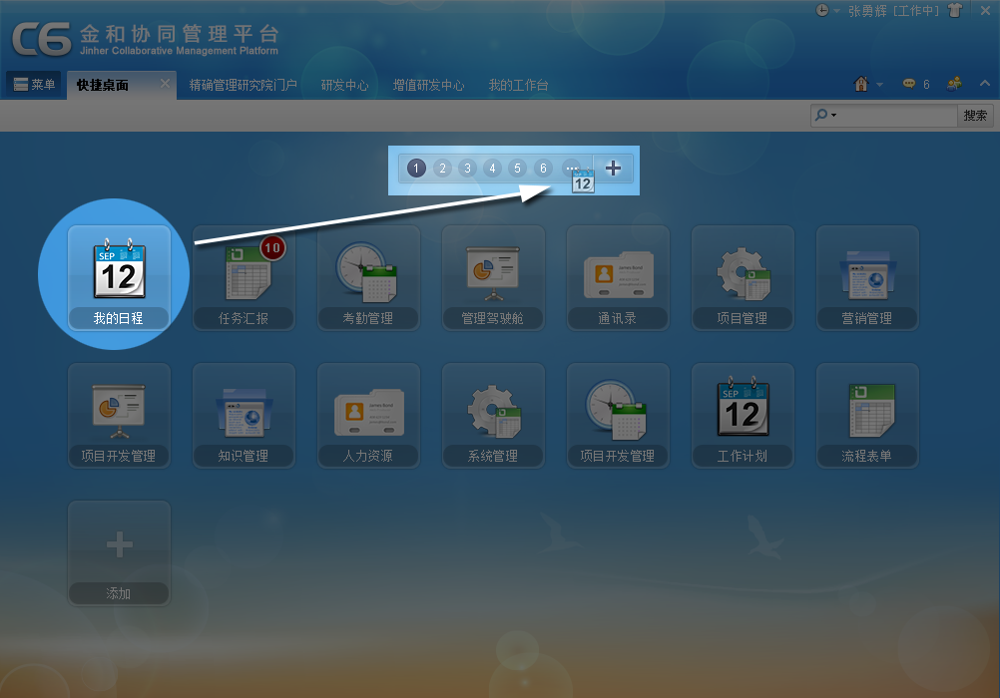 张勇辉 [工作中]
C6 金和协同管理平台
Jinher Collaborative Management Platform
菜单 快捷桌面 精确管理研究院门户 研发中心 增值研发中心 我的工作台 6
搜索
1 2 3 4 5 6 ...
12
SEP
12
10
我的日程 任务汇报 考勤管理 管理驾驶舱 通讯录 项目管理 营销管理
SEP
12
项目开发管理 知识管理 人力资源 系统管理 项目开发管理 工作计划 流程表单
添加